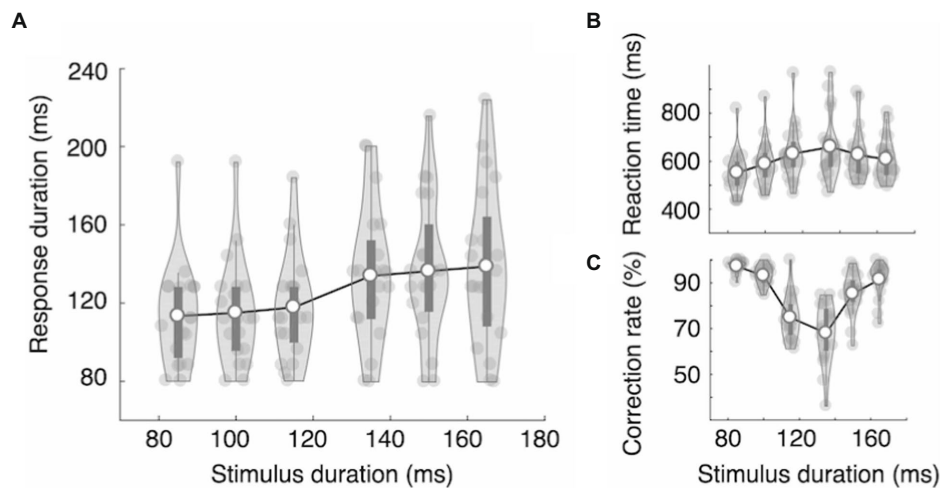 A
Response duration (ms)
240
200
160
120
80
80 100 120 140 160 180
Stimulus duration (ms)
B
Reaction time (ms)
800
600
400
C
Correction rate (%)
90
70
50
80 120 160
Stimulus duration (ms)